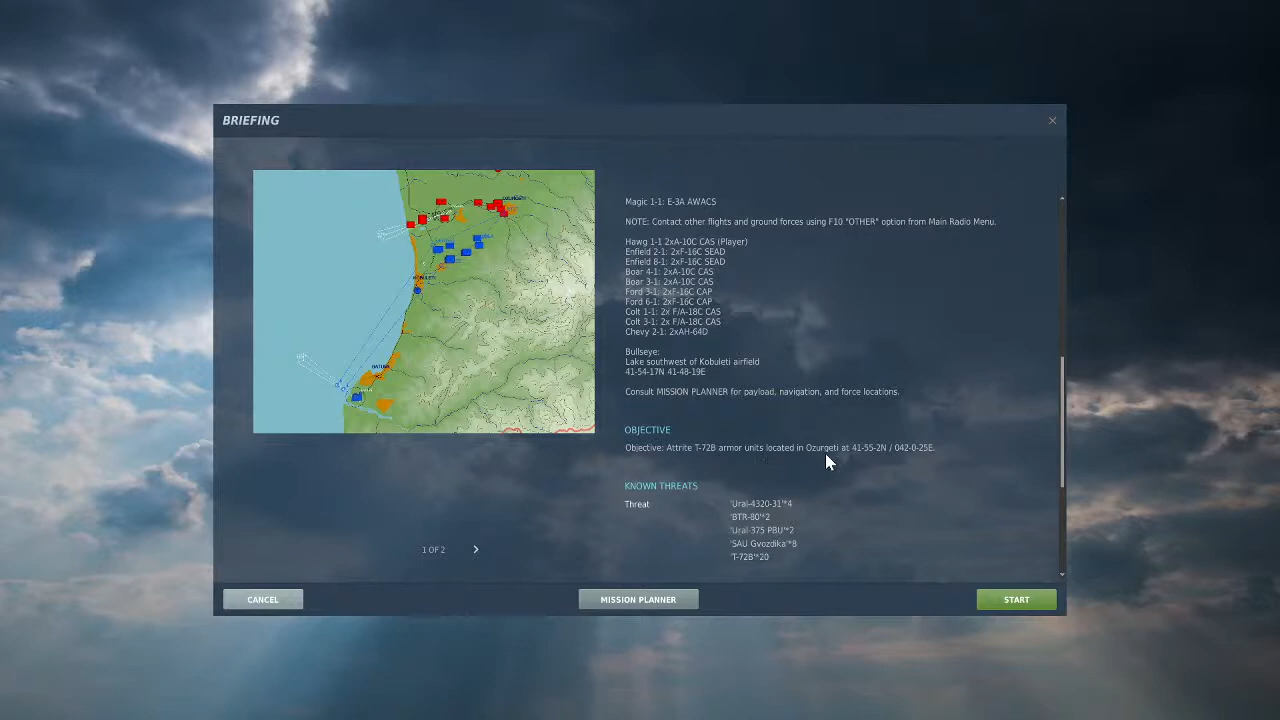 BRIEFING
Magic 1-1: E-3A AWACS
NOTE: Contact other flights and ground forces using F10 "OTHER" option from Main Radio Menu.
Hawg 1-1 2xA-10C CAS (Player)
Enfield 2-1: 2xF-16C SEAD
Enfield 8-1: 2xF-16C SEAD
Boar 4-1: 2xA-10C CAS
Boar 3-1: 2xA-10C CAS
Ford 3-1: 2xF-16C CAP
Ford 6-1: 2xF-16C CAP
Colt 1-1: 2x F/A-18C CAS
Colt 3-1: 2x F/A-18C CAS
Chevy 2-1: 2xAH-64D
Bullseye:
Lake southwest of Kobuleti airfield
41-54-17N 41-48-19E
Consult MISSION PLANNER for payload, navigation, and force locations.
OBJECTIVE
Objective: Attrite T-72B armor units located in Ozurgeti at 41-55-2N / 042-0-25E.
KNOWN THREATS
Threat
'Ural-4320-31'*4
'BTR-80'*2
'Ural-375 PBU'*2
'SAU Gvozdika'*8
'T-72B'*20
1 OF 2
CANCEL
MISSION PLANNER
START